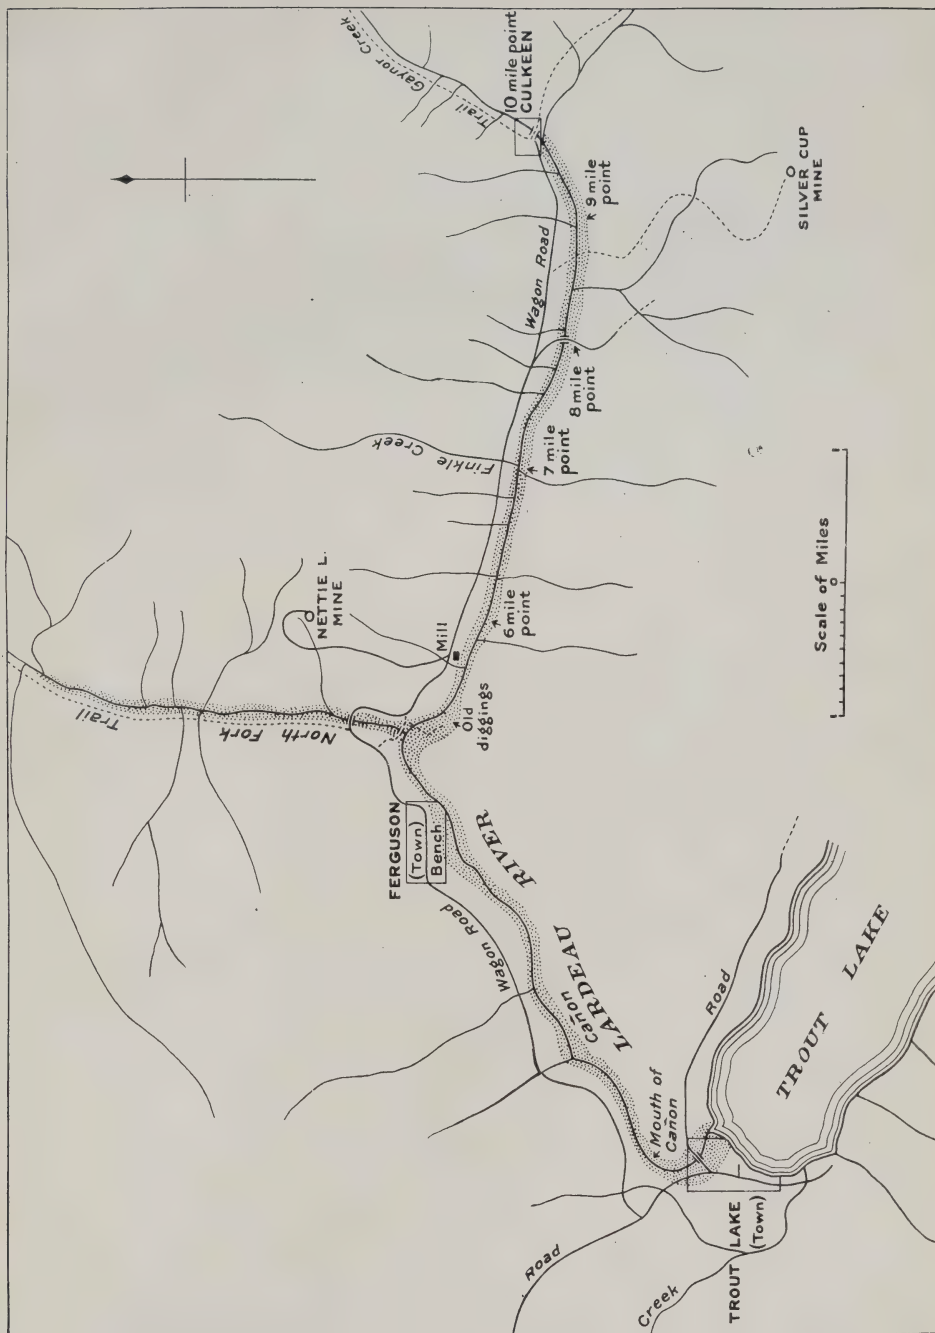 10 mile point
CULKEEN
Gaynor Creek
Trail
9 mile
point
SILVER CUP
MINE
Wagon Road
8 mile
point
7 mile
point
Finkle Creek
NETTIE L.
MINE
Mill
6 mile
point
Old
diggings
North Fork
Trail
FERGUSON
(Town)
Bench
Wagon Road
LARDEAU RIVER
Cañon
Mouth of
Cañon
Road
TROUT LAKE
Road
Creek
TROUT LAKE
(Town)
Scale of Miles
1 0 1